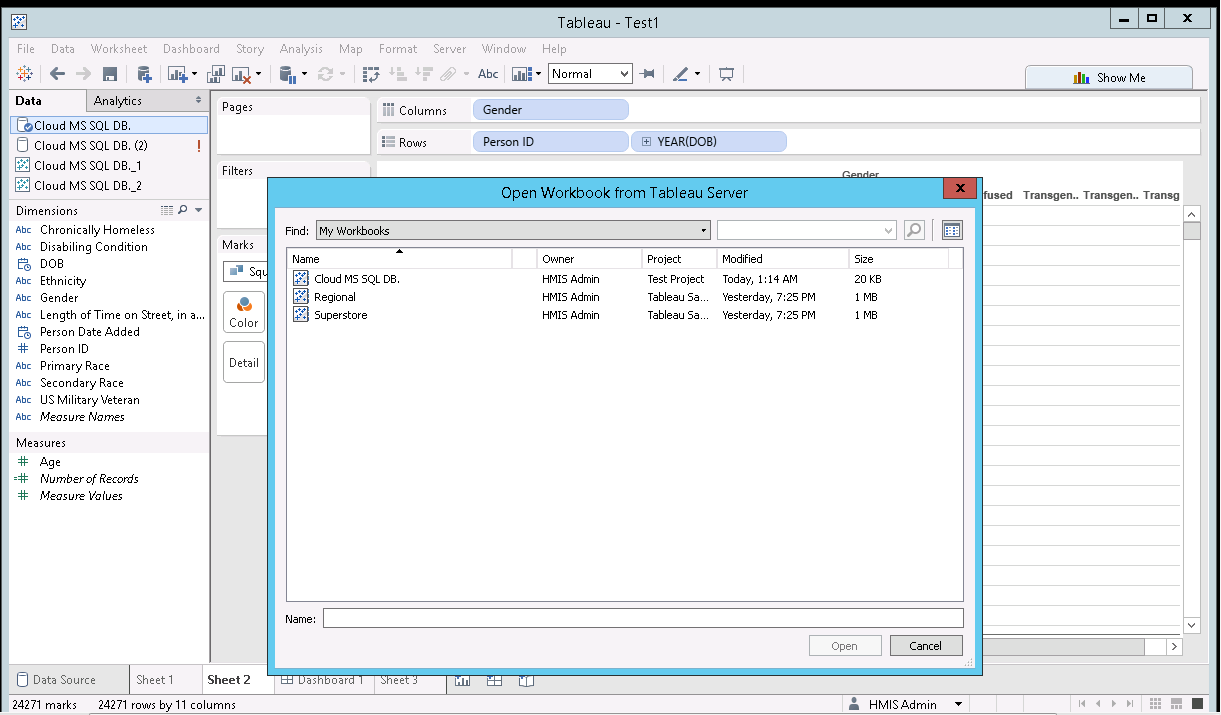 Tableau - Test1
File Data Worksheet Dashboard Story Analysis Map Format Server Window Help
Abc Normal Show Me
Data Analytics
Cloud MS SQL DB.
Cloud MS SQL DB. (2) !
Cloud MS SQL DB._1
Cloud MS SQL DB._2
Dimensions
Abc Chronically Homeless
Abc Disabiling Condition
DOB
Abc Ethnicity
Abc Gender
Abc Length of Time on Street, in a...
Person Date Added
# Person ID
Abc Primary Race
Abc Secondary Race
Abc US Military Veteran
Abc Measure Names
Measures
# Age
=# Number of Records
# Measure Values
Pages
Filters
Marks
Squ
Color
Detail
Columns Gender
Rows Person ID YEAR(DOB)
Gender
fused Transgen.. Transgen.. Transg
Open Workbook from Tableau Server
Find: My Workbooks
Name Owner Project Modified Size
Cloud MS SQL DB. HMIS Admin Test Project Today, 1:14 AM 20 KB
Regional HMIS Admin Tableau Sa... Yesterday, 7:25 PM 1 MB
Superstore HMIS Admin Tableau Sa... Yesterday, 7:25 PM 1 MB
Name:
Open Cancel
Data Source Sheet 1 Sheet 2 Dashboard 1 Sheet 3
24271 marks 24271 rows by 11 columns HMIS Admin